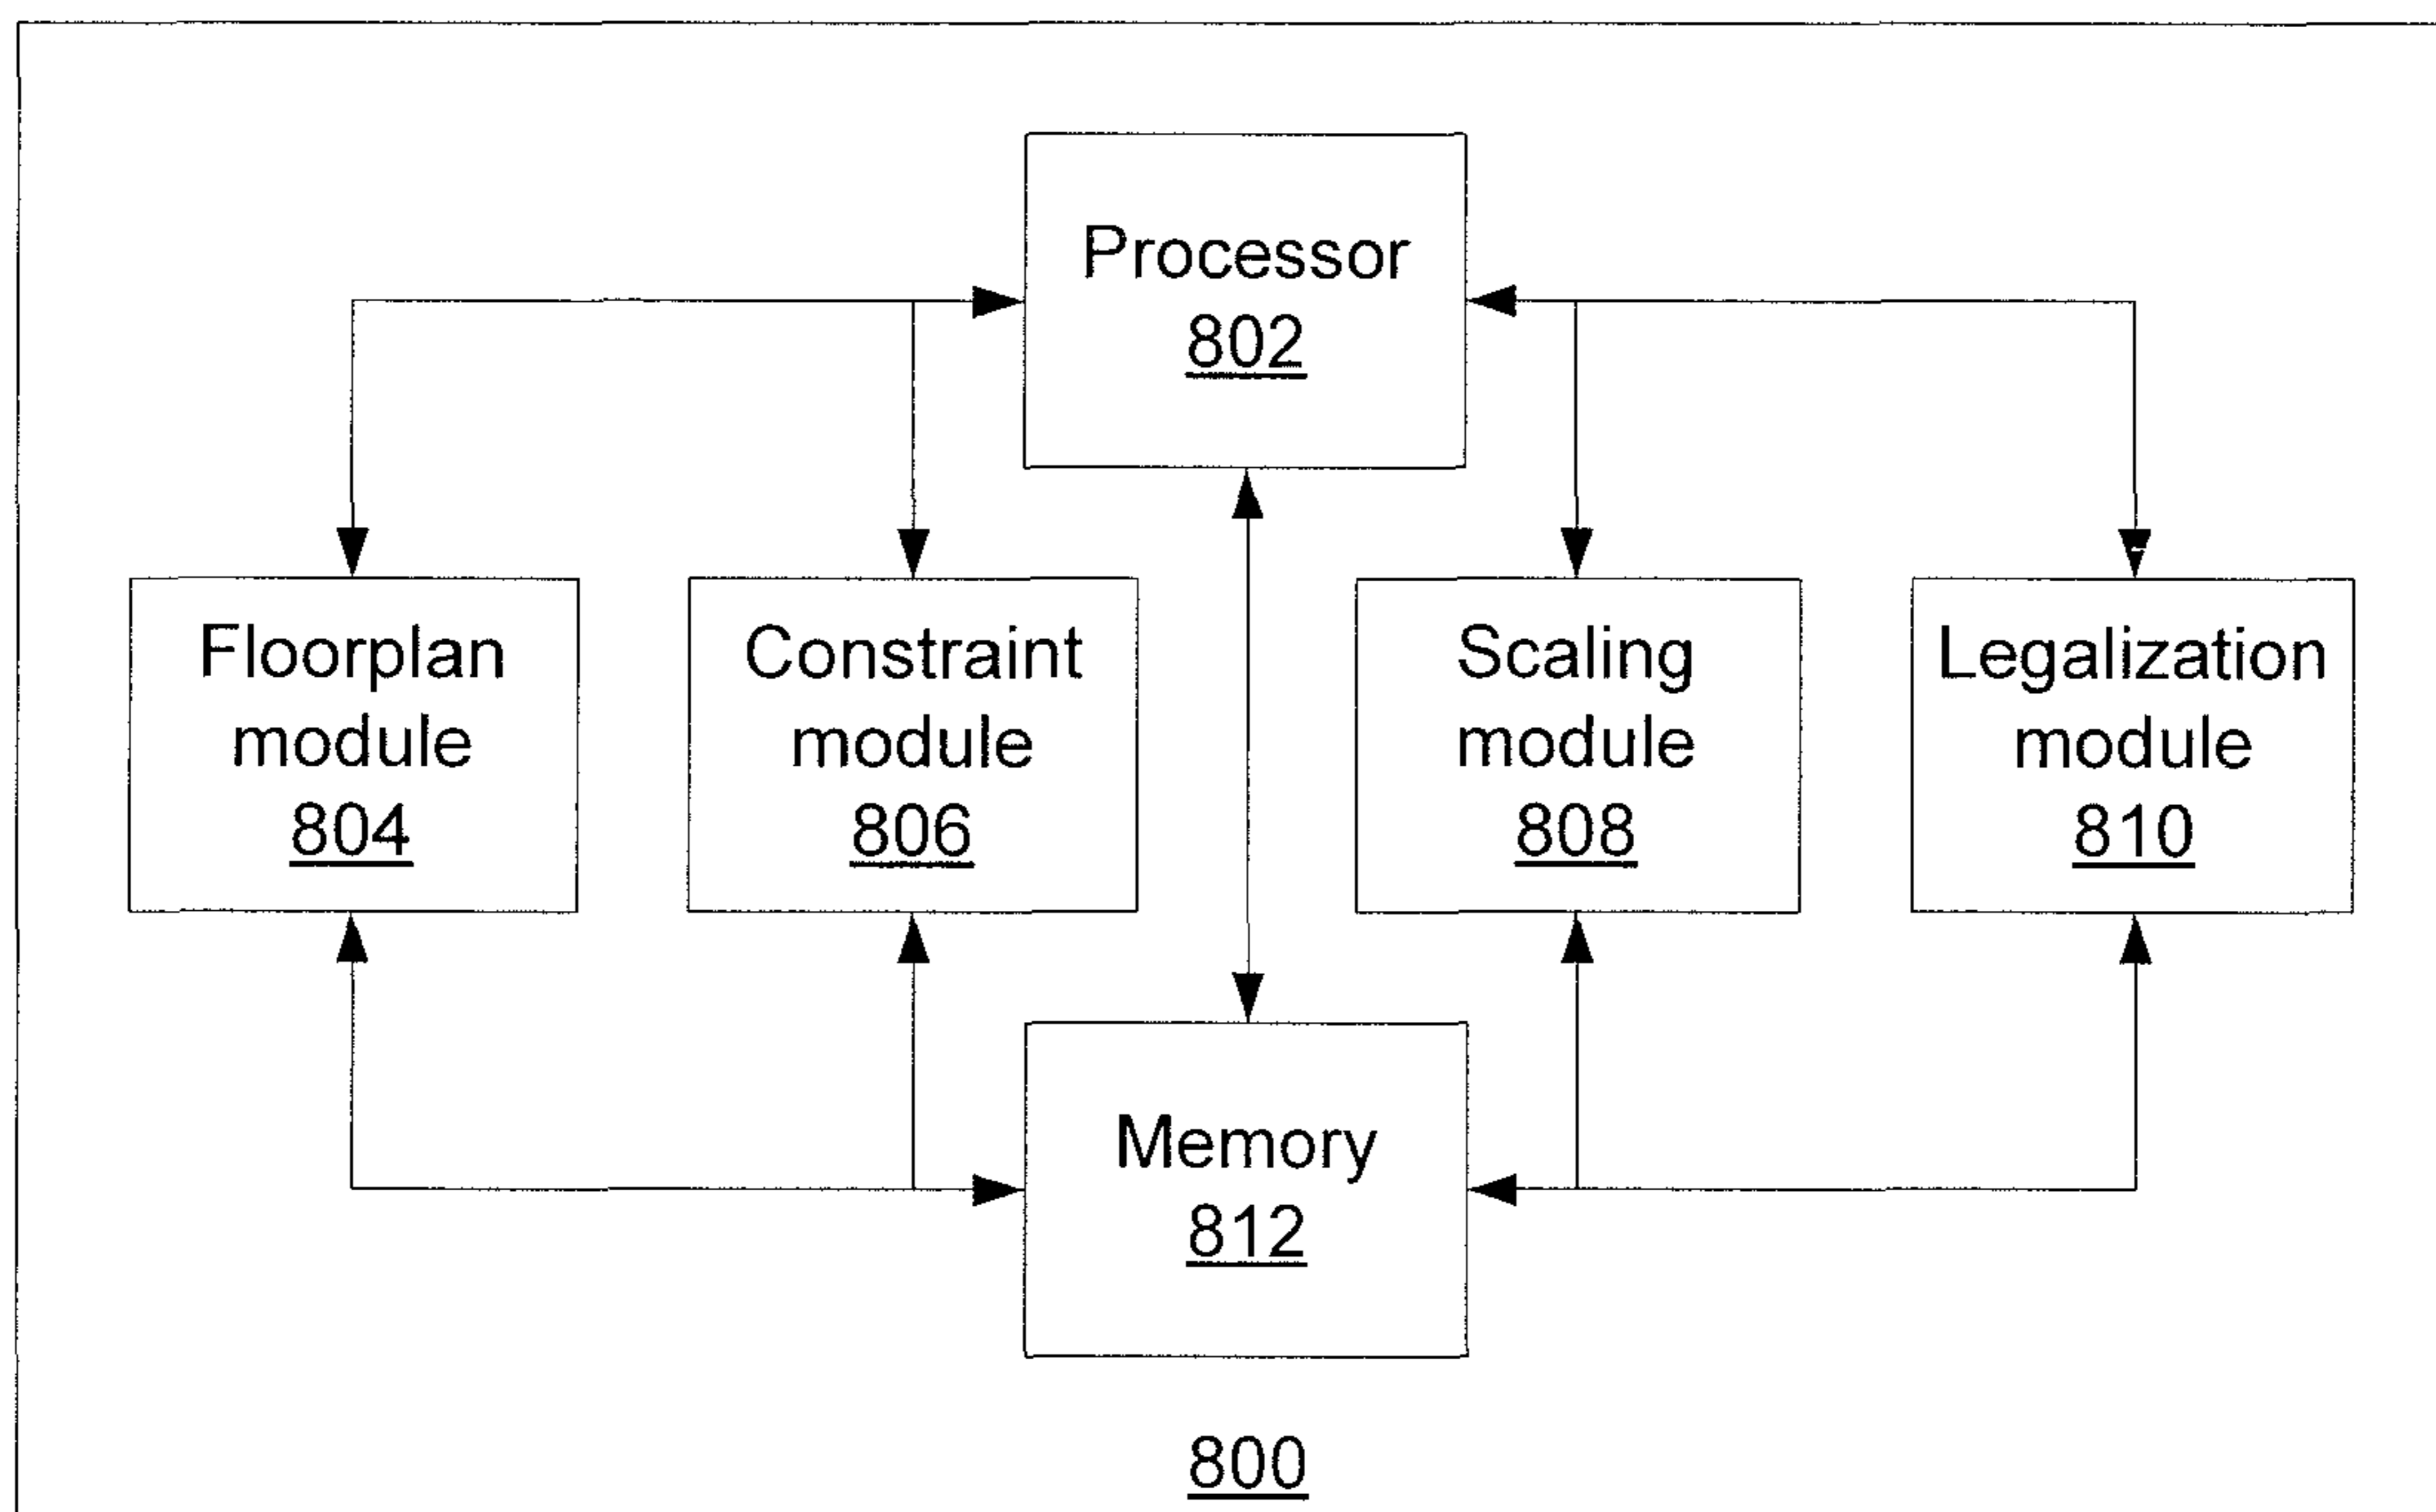 Processor
802
Floorplan
module
804
Constraint
module
806
Scaling
module
808
Legalization
module
810
Memory
812
800